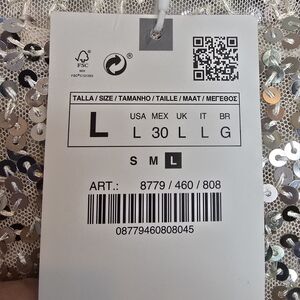 FSC
TALLA / SIZE / TAMANHO / TAILLE / MAAT / ΜΕΓΕΘΟΣ
L
USA MEX UK IT BR
L 30 L L G
S M L
ART.: 8779 / 460 / 808
08779460808045